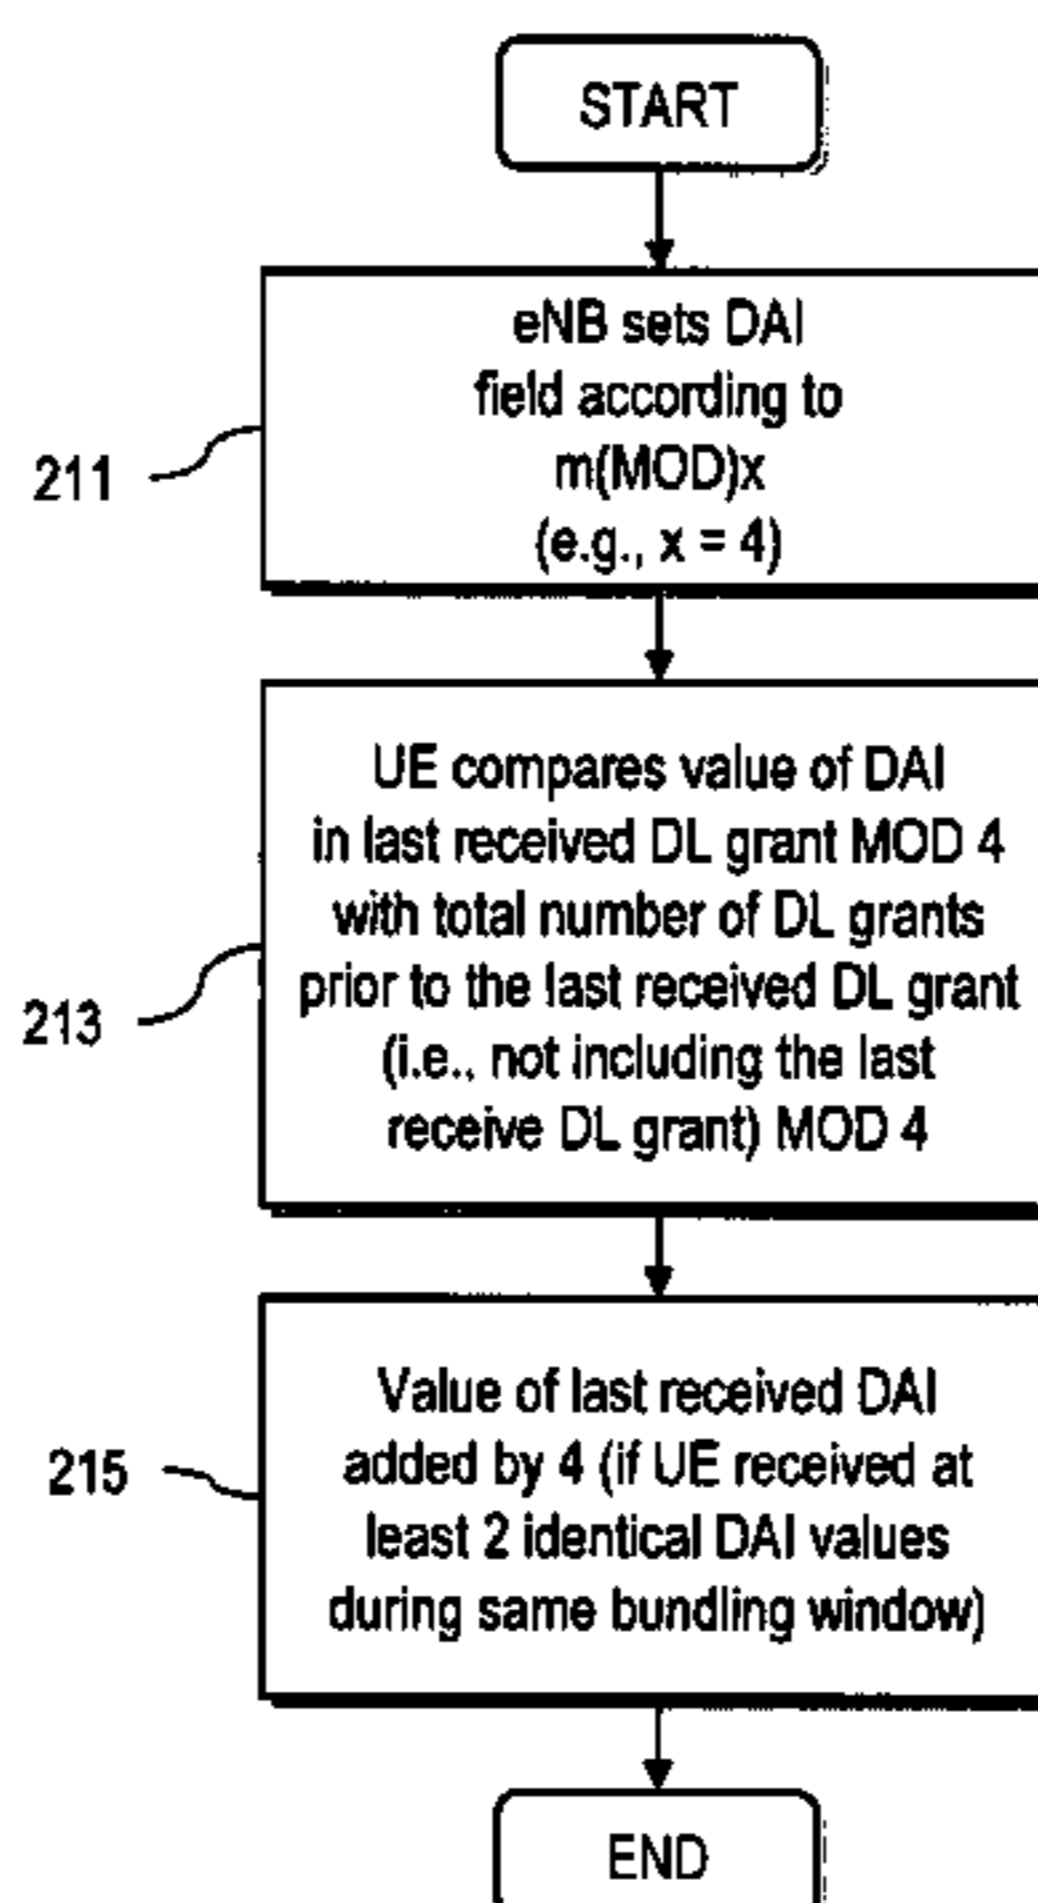 START
eNB sets DAI
field according to
m(MOD)x
(e.g., x = 4)
211
UE compares value of DAI
in last received DL grant MOD 4
with total number of DL grants
prior to the last received DL grant
(i.e., not including the last
receive DL grant) MOD 4
213
Value of last received DAI
added by 4 (if UE received at
least 2 identical DAI values
during same bundling window)
215
END